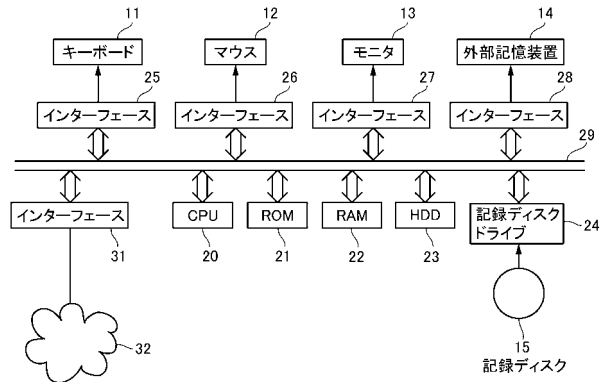 11
12
13
14
キーボード
マウス
モニタ
外部記憶装置
25
26
27
28
インターフェース
インターフェース
インターフェース
インターフェース
29
インターフェース
CPU
ROM
RAM
HDD
記録ディスク
ドライブ
24
31
20
21
22
23
32
15
記録ディスク